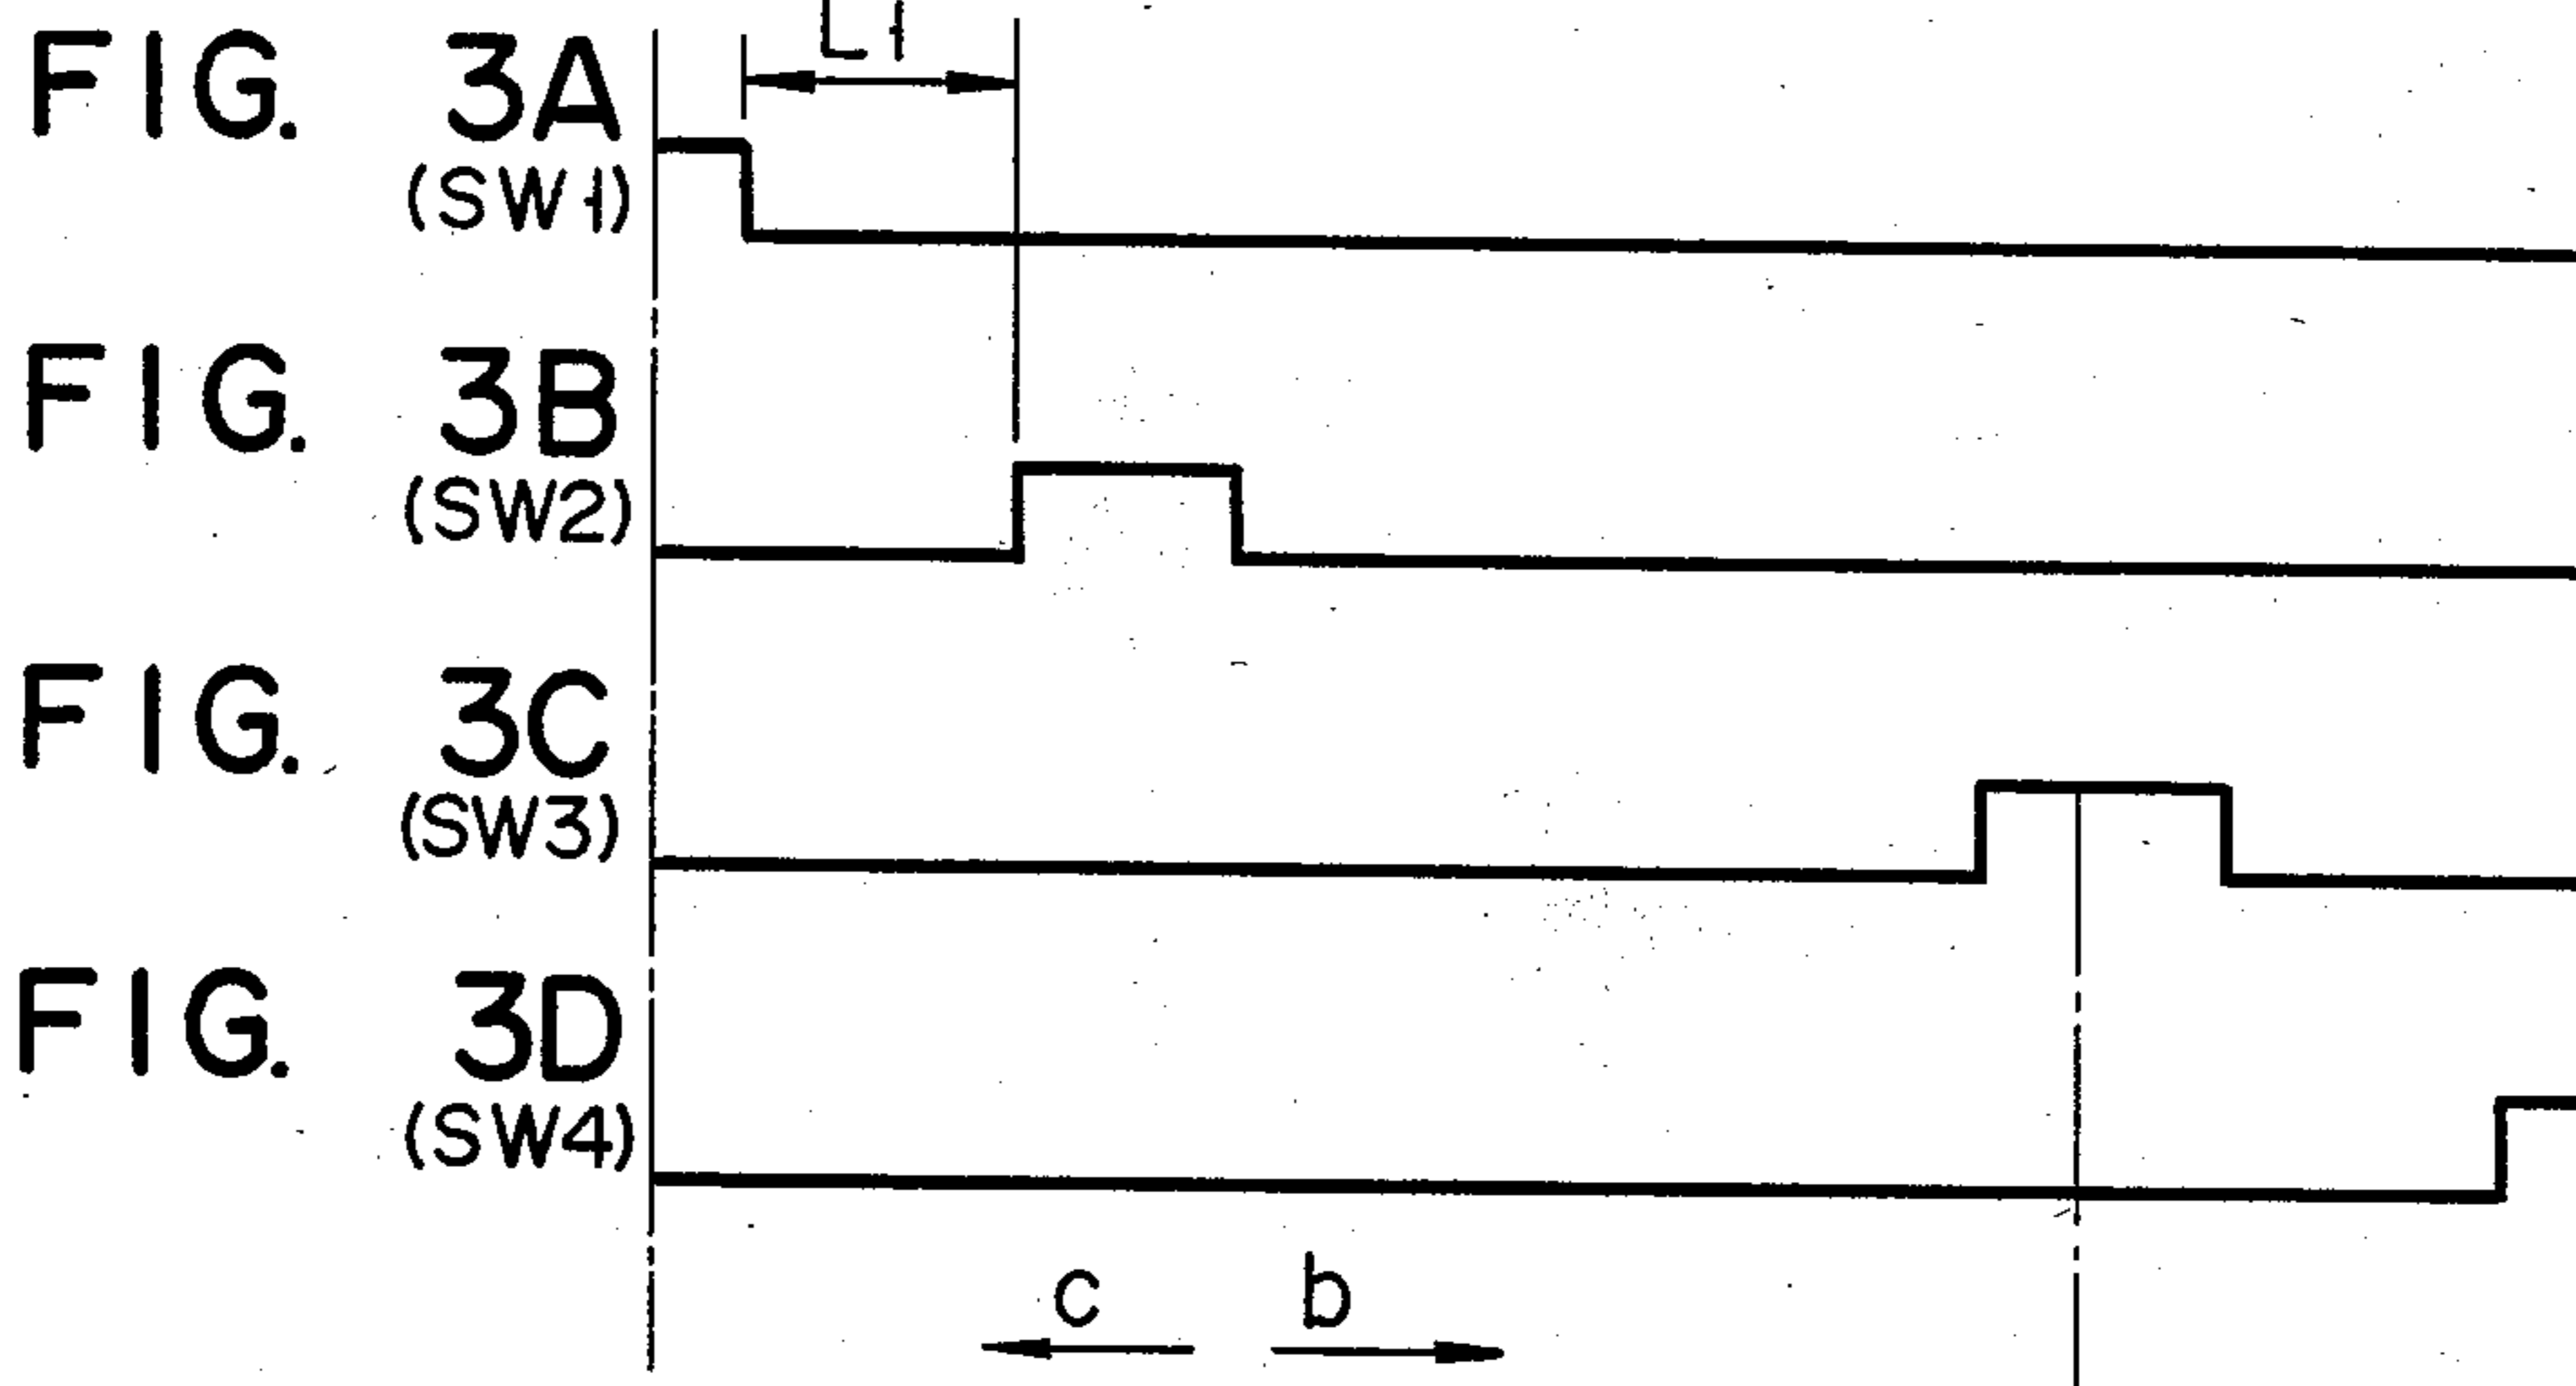 L1
FIG. 3A
(SW1)
FIG. 3B
(SW2)
FIG. 3C
(SW3)
FIG. 3D
(SW4)
c b